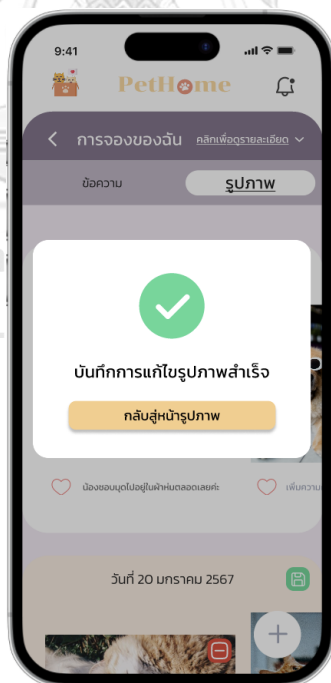 9:41
PetHome
การจองของฉัน คลิกเพื่อดูรายละเอียด
ข้อความ รูปภาพ
บันทึกการแก้ไขรูปภาพสำเร็จ
กลับสู่หน้ารูปภาพ
น้องชอบมุดไปอยู่ในผ้าห่มตลอดเลยค่ะ เพิ่มความ
วันที่ 20 มกราคม 2567